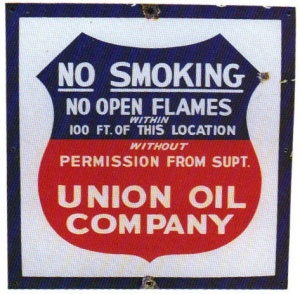 NO SMOKING
NO OPEN FLAMES
WITHIN
100 FT. OF THIS LOCATION
WITHOUT
PERMISSION FROM SUPT.
UNION OIL
COMPANY